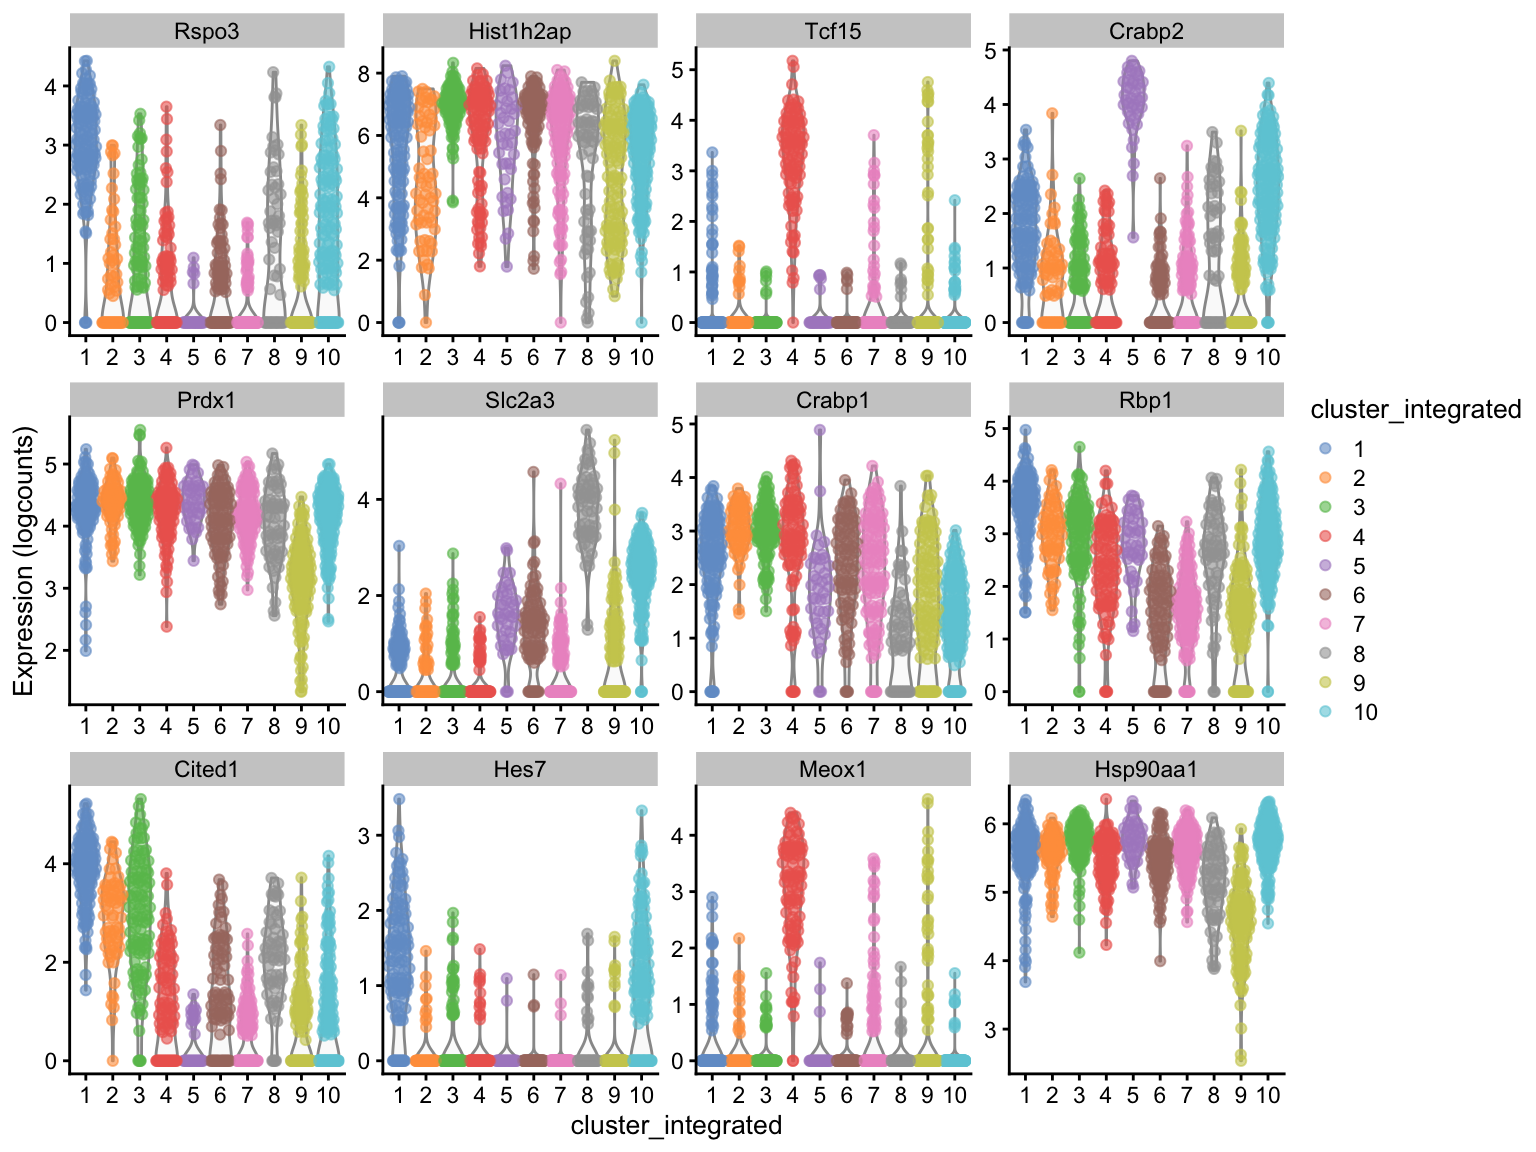 Rspo3 Hist1h2ap Tcf15 Crabp2
4 3 2 1 0
8 6 4 2 0
5 4 3 2 1 0
5 4 3 2 1 0
1 2 3 4 5 6 7 8 9 10 1 2 3 4 5 6 7 8 9 10 1 2 3 4 5 6 7 8 9 10 1 2 3 4 5 6 7 8 9 10
Prdx1 Slc2a3 Crabp1 Rbp1
5 4 3 2
4 2 0
5 4 3 2 1 0
5 4 3 2 1 0
1 2 3 4 5 6 7 8 9 10 1 2 3 4 5 6 7 8 9 10 1 2 3 4 5 6 7 8 9 10 1 2 3 4 5 6 7 8 9 10
Cited1 Hes7 Meox1 Hsp90aa1
4 2 0
3 2 1 0
4 3 2 1 0
6 5 4 3
1 2 3 4 5 6 7 8 9 10 1 2 3 4 5 6 7 8 9 10 1 2 3 4 5 6 7 8 9 10 1 2 3 4 5 6 7 8 9 10
Expression (logcounts)
cluster_integrated
cluster_integrated
1
2
3
4
5
6
7
8
9
10